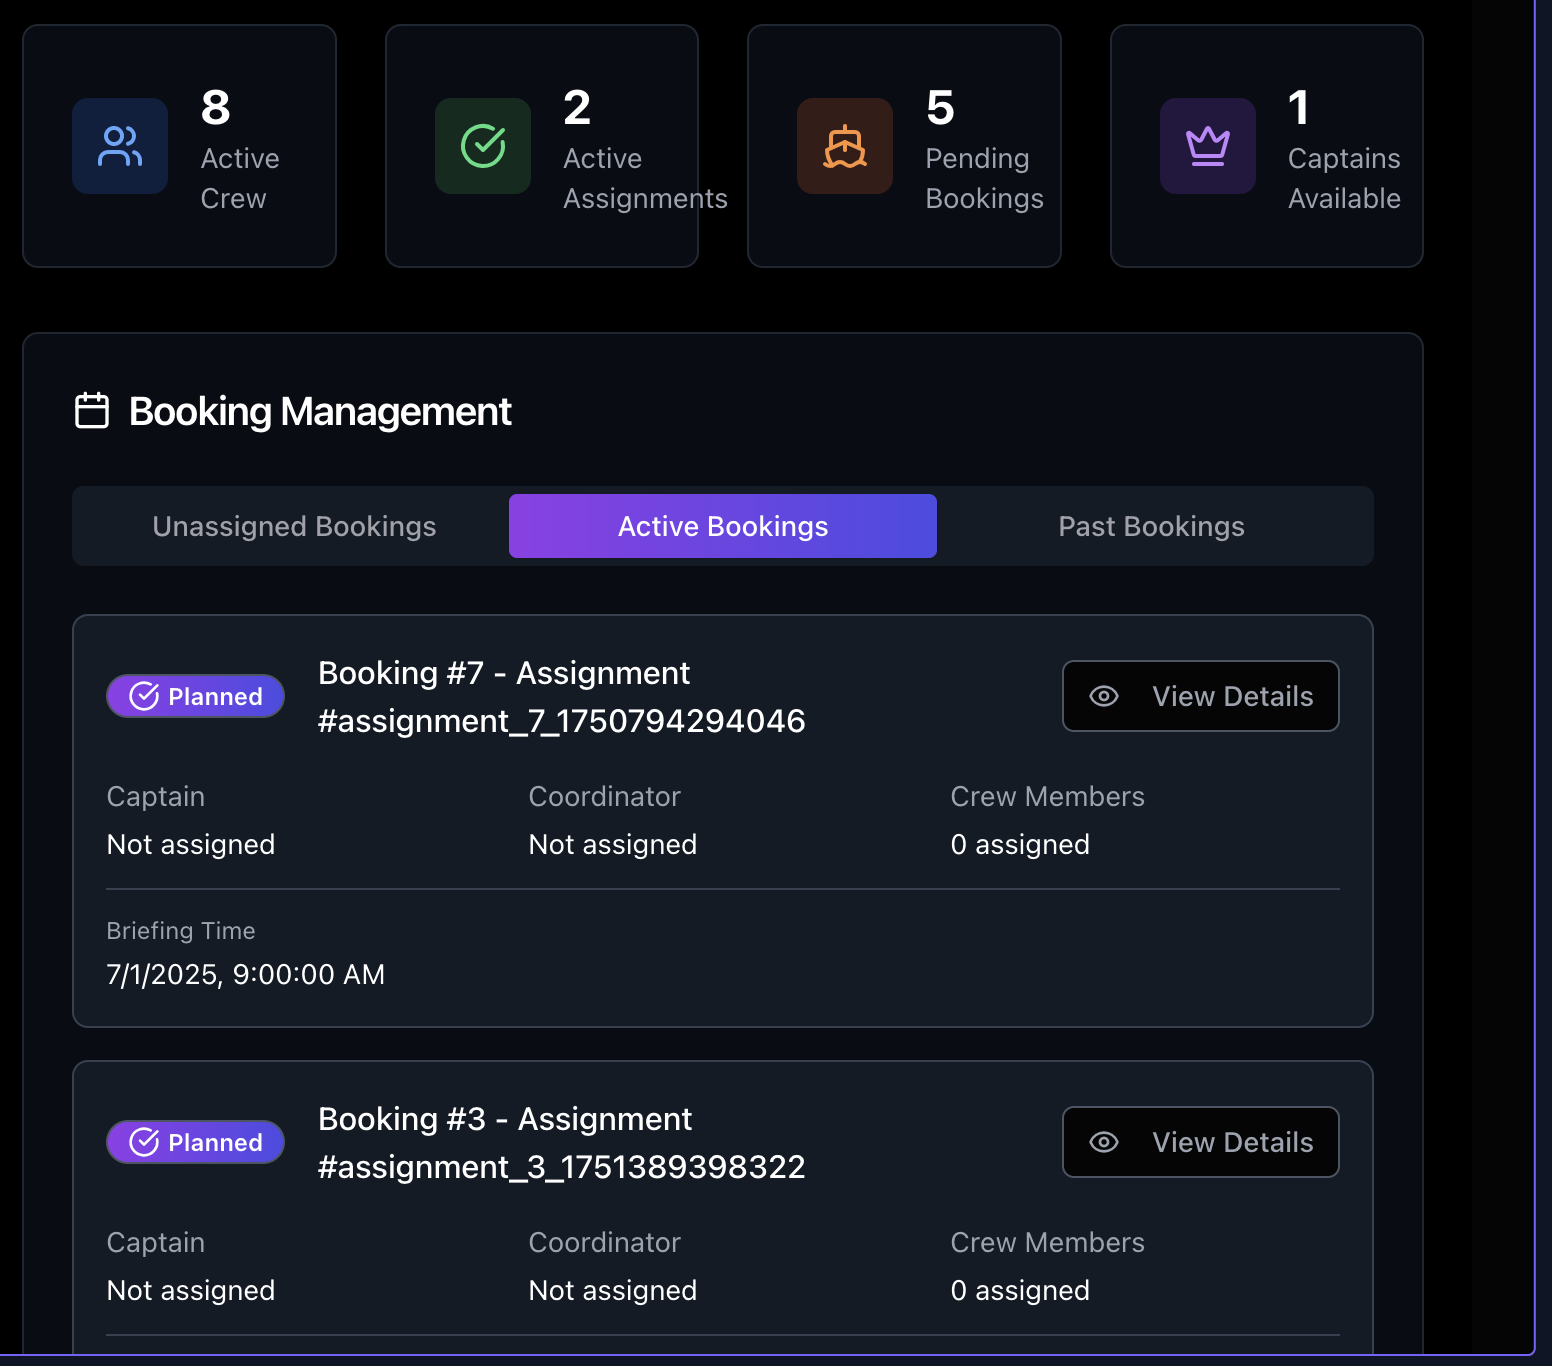 8
Active
Crew
2
Active
Assignments
5
Pending
Bookings
1
Captains
Available
Booking Management
Unassigned Bookings
Active Bookings
Past Bookings
Planned
Booking #7 - Assignment
#assignment_7_1750794294046
View Details
Captain
Coordinator
Crew Members
Not assigned
Not assigned
0 assigned
Briefing Time
7/1/2025, 9:00:00 AM
Planned
Booking #3 - Assignment
#assignment_3_1751389398322
View Details
Captain
Coordinator
Crew Members
Not assigned
Not assigned
0 assigned